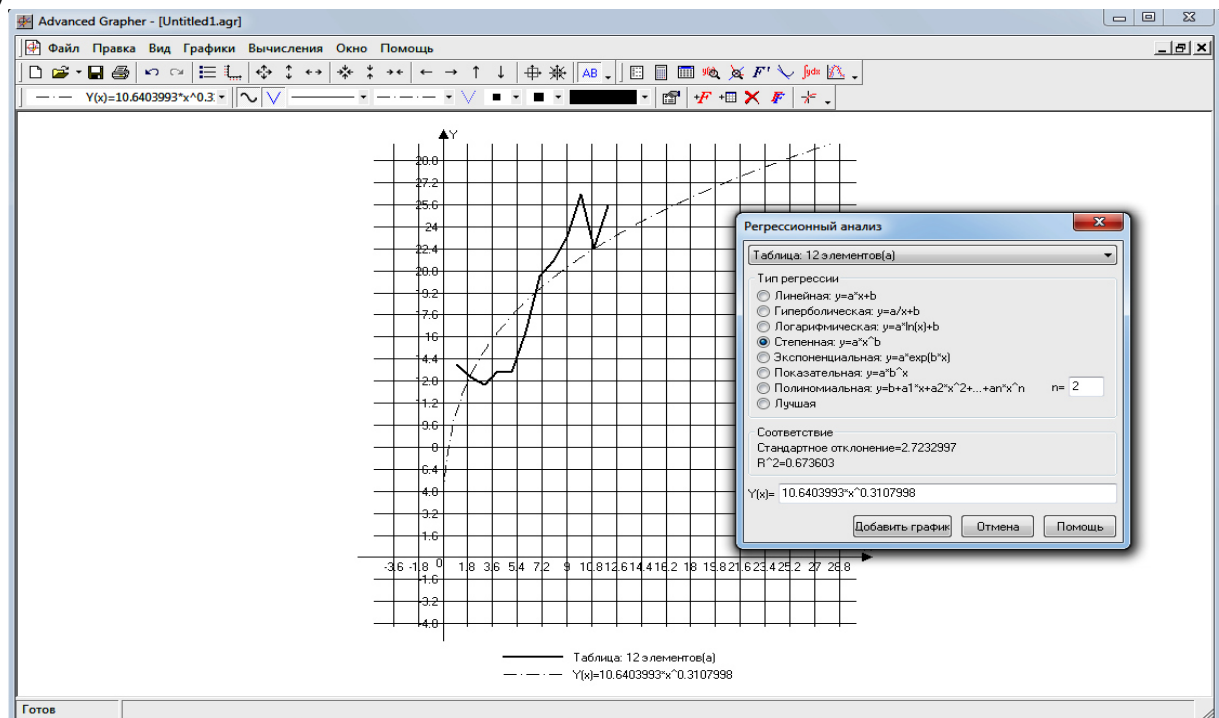 Advanced Grapher - [Untitled1.agr]
Файл Правка Вид Графики Вычисления Окно Помощь
AB
F'
∫ydx
Y(x)=10.6403993*x^0.3
+F
F
Y
28.8
27.2
25.6
24
22.4
20.8
19.2
17.6
16
14.4
12.8
11.2
9.6
8
6.4
4.8
3.2
1.6
-3.6 -1.8 0 1.8 3.6 5.4 7.2 9 10.8 12.6 14.4 16.2 18 19.8 21.6 23.4 25.2 27 28.8
-1.6
-3.2
-4.8
Таблица: 12 элементов(а)
Y(x)=10.6403993*x^0.3107998
Регрессионный анализ
Таблица: 12 элементов(а)
Тип регрессии
Линейная: y=a*x+b
Гиперболическая: y=a/x+b
Логарифмическая: y=a*ln(x)+b
Степенная: y=a*x^b
Экспоненциальная: y=a*exp(b*x)
Показательная: y=a*b^x
Полиномиальная: y=b+a1*x+a2*x^2+...+an*x^n n= 2
Лучшая
Соответствие
Стандартное отклонение=2.7232997
R^2=0.673603
Y(x)= 10.6403993*x^0.3107998
Добавить график Отмена Помощь
Готов